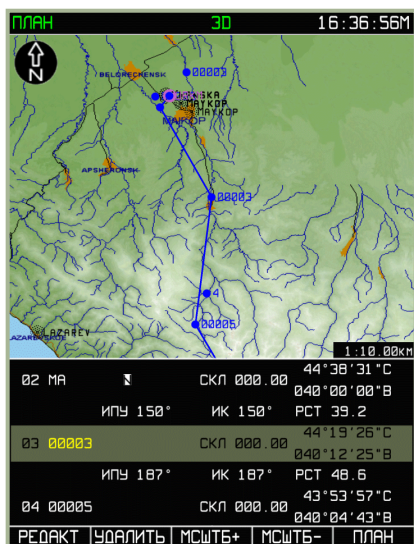 ПЛАН 3D 16:36:56М
N
BELORECHENSK
00003
MAYKOP
MAYKOP
MAIKOP
APSHERONSK
00003
4
00005
LAZAREV
1:10.00км
02 МА N СКЛ 000.00 44°38'31"С
040°00'00"В
ИПУ 150° ИК 150° РСТ 39.2
03 00003 СКЛ 000.00 44°19'26"С
040°12'25"В
ИПУ 187° ИК 187° РСТ 48.6
04 00005 СКЛ 000.00 43°53'57"С
040°04'43"В
РЕДАКТ УДАЛИТЬ МСШТБ+ МСШТБ- ПЛАН